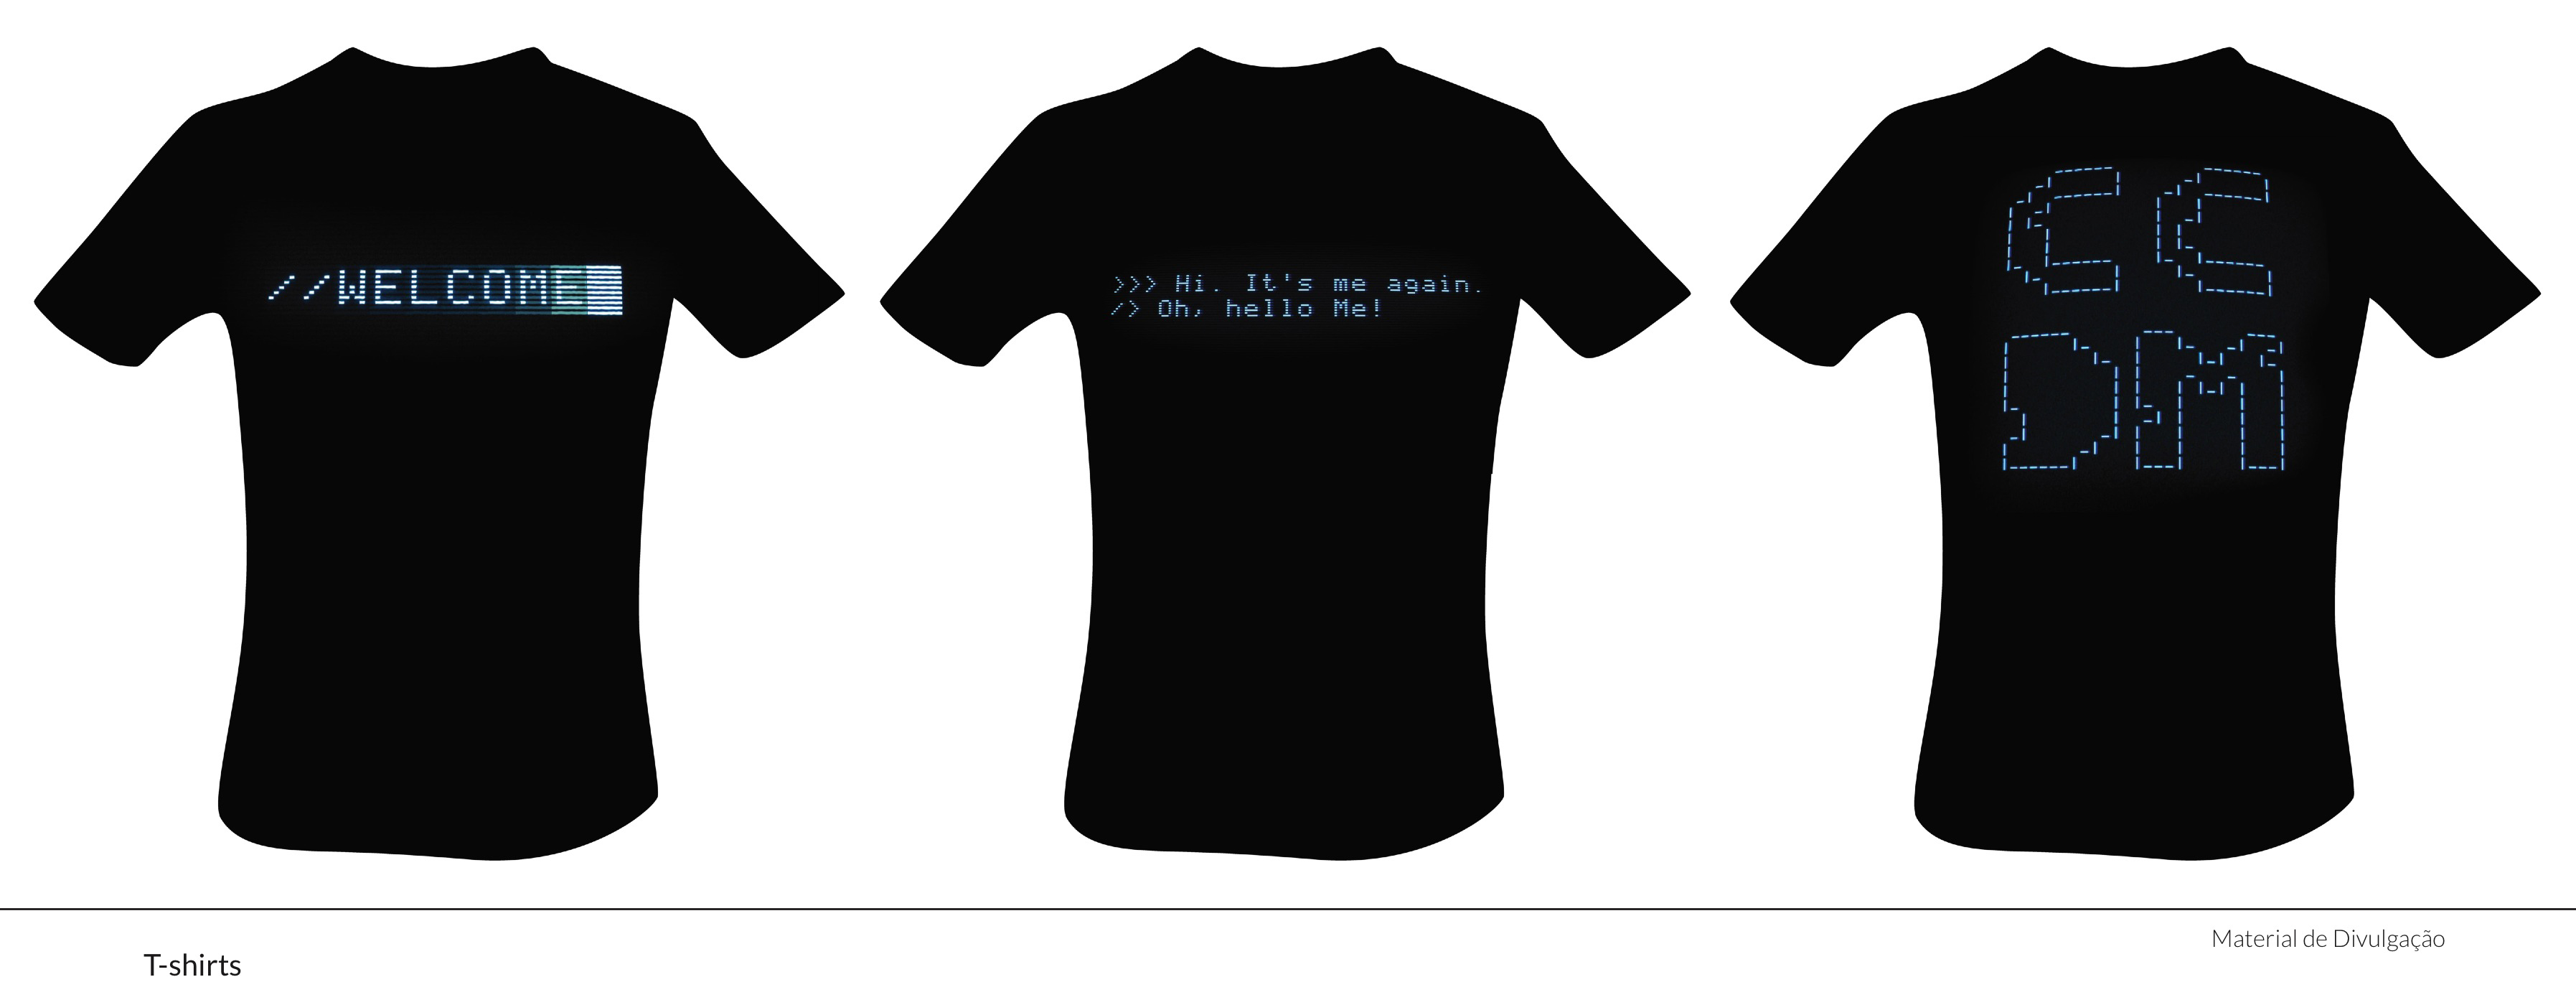 //WELCOME
>>> Hi. It's me again.
/> Oh, hello Me!
CC
DM
T-shirts
Material de Divulgação